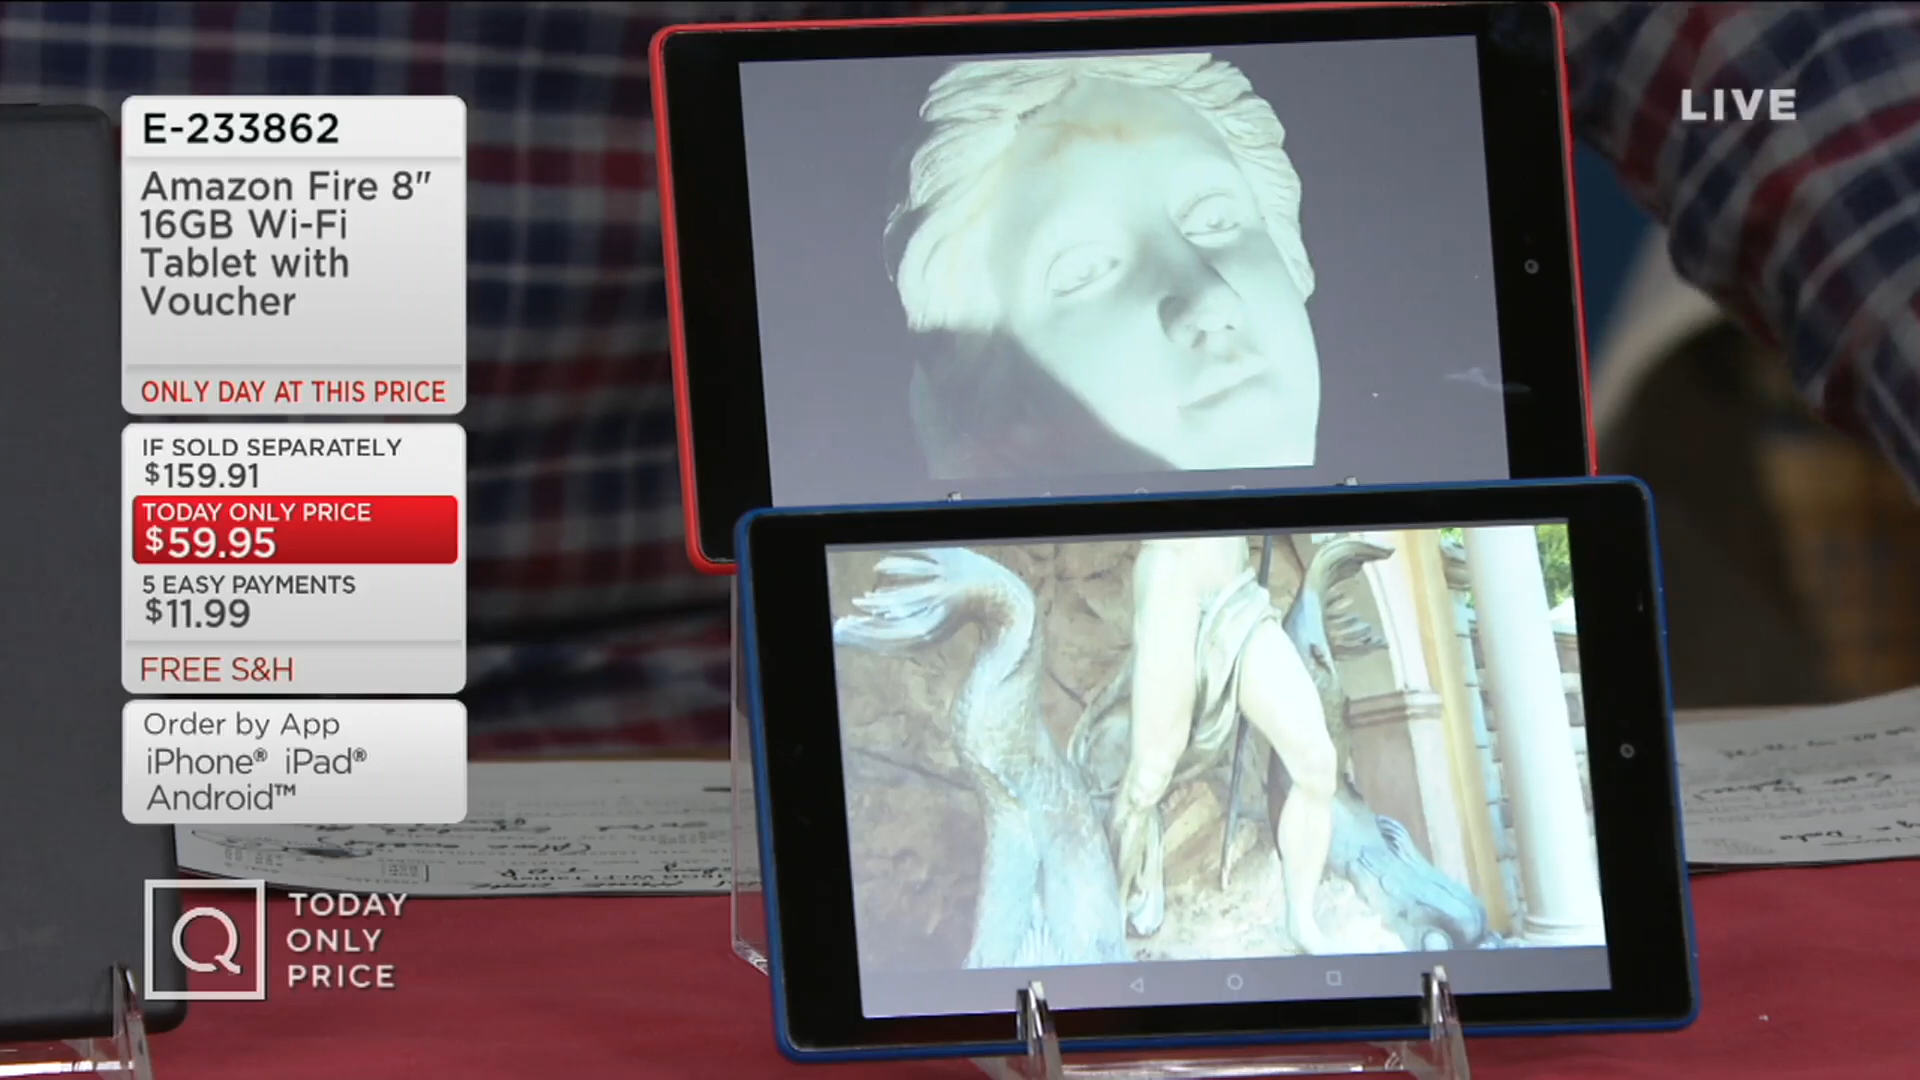 E-233862
Amazon Fire 8"
16GB Wi-Fi
Tablet with
Voucher
ONLY DAY AT THIS PRICE
IF SOLD SEPARATELY
$159.91
TODAY ONLY PRICE
$59.95
5 EASY PAYMENTS
$11.99
FREE S&H
Order by App
iPhone® iPad®
Android™
Q
TODAY
ONLY
PRICE
LIVE